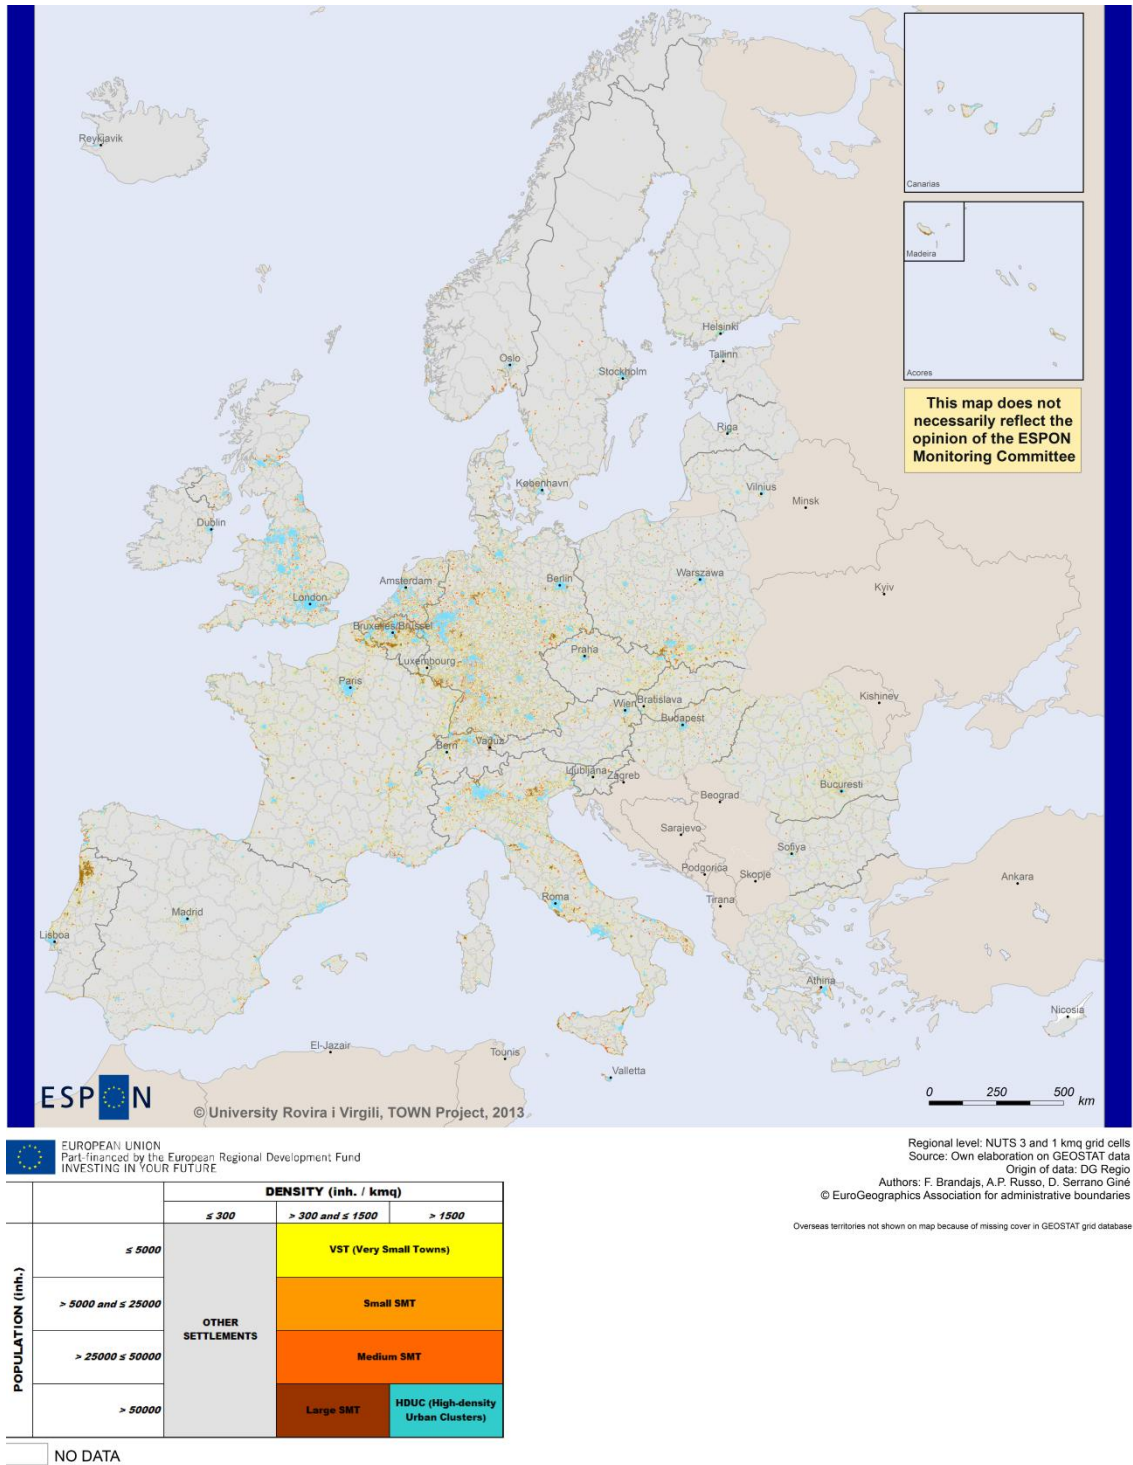 Reykjavik
Canarias
Madeira
Acores
Helsinki
Oslo
Tallinn
Stockholm
This map does not
necessarily reflect the
opinion of the ESPON
Monitoring Committee
Riga
København
Vilnius
Minsk
Dublin
Amsterdam
Berlin
Warszawa
Kyiv
London
Bruxelles/Brussel
Praha
Luxembourg
Paris
Kishinev
Wien
Bratislava
Budapest
Bern
Vaduz
Ljubljana
Zagreb
Bucuresti
Beograd
Sarajevo
Sofiya
Podgorica
Skopje
Ankara
Tirana
Roma
Madrid
Lisboa
Athina
Nicosia
El-Jazair
Tounis
Valletta
ESPON
© University Rovira i Virgili, TOWN Project, 2013
0 250 500
km
EUROPEAN UNION
Part-financed by the European Regional Development Fund
INVESTING IN YOUR FUTURE
Regional level: NUTS 3 and 1 kmq grid cells
Source: Own elaboration on GEOSTAT data
Origin of data: DG Regio
Authors: F. Brandajs, A.P. Russo, D. Serrano Giné
© EuroGeographics Association for administrative boundaries
Overseas territories not shown on map because of missing cover in GEOSTAT grid database
DENSITY (inh. / kmq)
≤ 300 > 300 and ≤ 1500 > 1500
POPULATION (inh.)
≤ 5000 VST (Very Small Towns)
> 5000 and ≤ 25000 Small SMT
OTHER
SETTLEMENTS
> 25000 ≤ 50000 Medium SMT
> 50000 Large SMT HDUC (High-density
Urban Clusters)
NO DATA